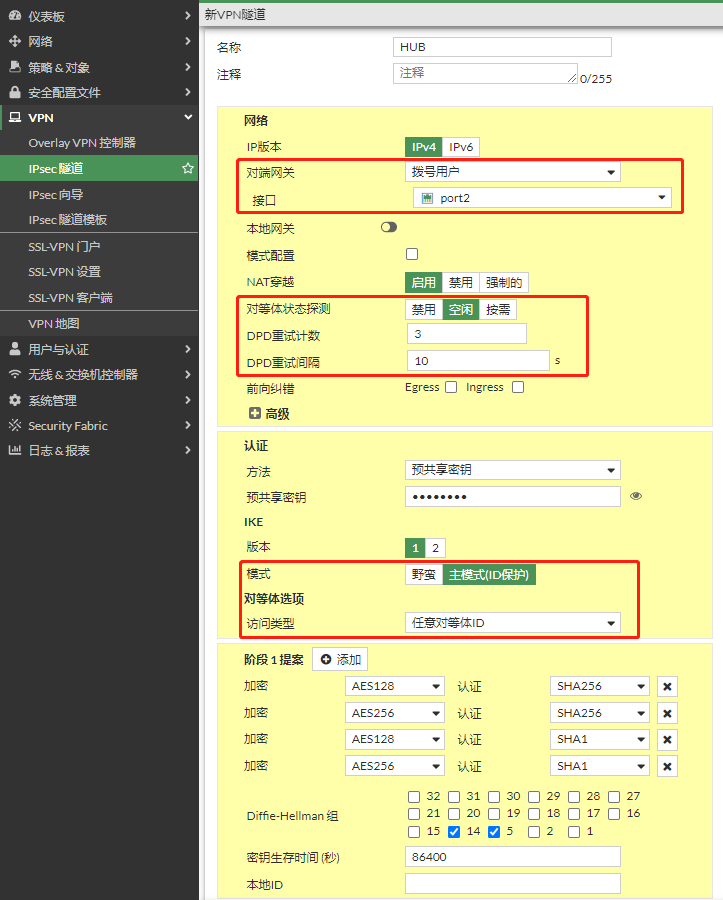 仪表板
网络
策略 & 对象
安全配置文件
VPN
Overlay VPN 控制器
IPsec 隧道
IPsec 向导
IPsec 隧道模板
SSL-VPN 门户
SSL-VPN 设置
SSL-VPN 客户端
VPN 地图
用户与认证
无线 & 交换机控制器
系统管理
Security Fabric
日志 & 报表
新VPN隧道
名称 HUB
注释 注释 0/255
网络
IP版本 IPv4 IPv6
对端网关 拨号用户
接口 port2
本地网关
模式配置
NAT穿越 启用 禁用 强制的
对等体状态探测 禁用 空闲 按需
DPD重试计数 3
DPD重试间隔 10 s
前向纠错 Egress Ingress
高级
认证
方法 预共享密钥
预共享密钥 ••••••••
IKE
版本 1 2
模式 野蛮 主模式(ID保护)
对等体选项
访问类型 任意对等体ID
阶段 1 提案 添加
加密 AES128 认证 SHA256
加密 AES256 认证 SHA256
加密 AES128 认证 SHA1
加密 AES256 认证 SHA1
32 31 30 29 28 27
Diffie-Hellman 组 21 20 19 18 17 16
15 14 5 2 1
密钥生存时间 (秒) 86400
本地ID